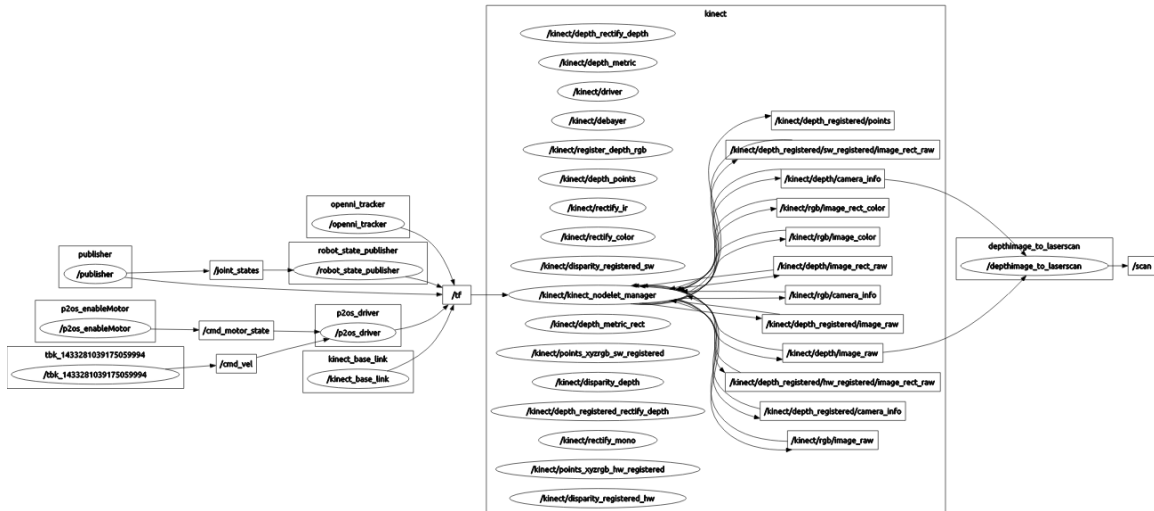 kinect
/kinect/depth_rectify_depth
/kinect/depth_metric
/kinect/driver
/kinect/debayer
/kinect/register_depth_rgb
/kinect/depth_points
/kinect/rectify_ir
/kinect/rectify_color
/kinect/disparity_registered_sw
/kinect/kinect_nodelet_manager
/kinect/depth_metric_rect
/kinect/points_xyzrgb_sw_registered
/kinect/disparity_depth
/kinect/depth_registered_rectify_depth
/kinect/rectify_mono
/kinect/points_xyzrgb_hw_registered
/kinect/disparity_registered_hw
/kinect/depth_registered/points
/kinect/depth_registered/sw_registered/image_rect_raw
/kinect/depth/camera_info
/kinect/rgb/image_rect_color
/kinect/rgb/image_color
/kinect/depth/image_rect_raw
/kinect/rgb/camera_info
/kinect/depth_registered/image_raw
/kinect/depth/image_raw
/kinect/depth_registered/hw_registered/image_rect_raw
/kinect/depth_registered/camera_info
/kinect/rgb/image_raw
openni_tracker
/openni_tracker
publisher
/publisher
/joint_states
robot_state_publisher
/robot_state_publisher
/tf
p2os_enableMotor
/p2os_enableMotor
/cmd_motor_state
p2os_driver
/p2os_driver
tbk_1433281039175059994
/tbk_1433281039175059994
/cmd_vel
kinect_base_link
/kinect_base_link
depthimage_to_laserscan
/depthimage_to_laserscan
/scan